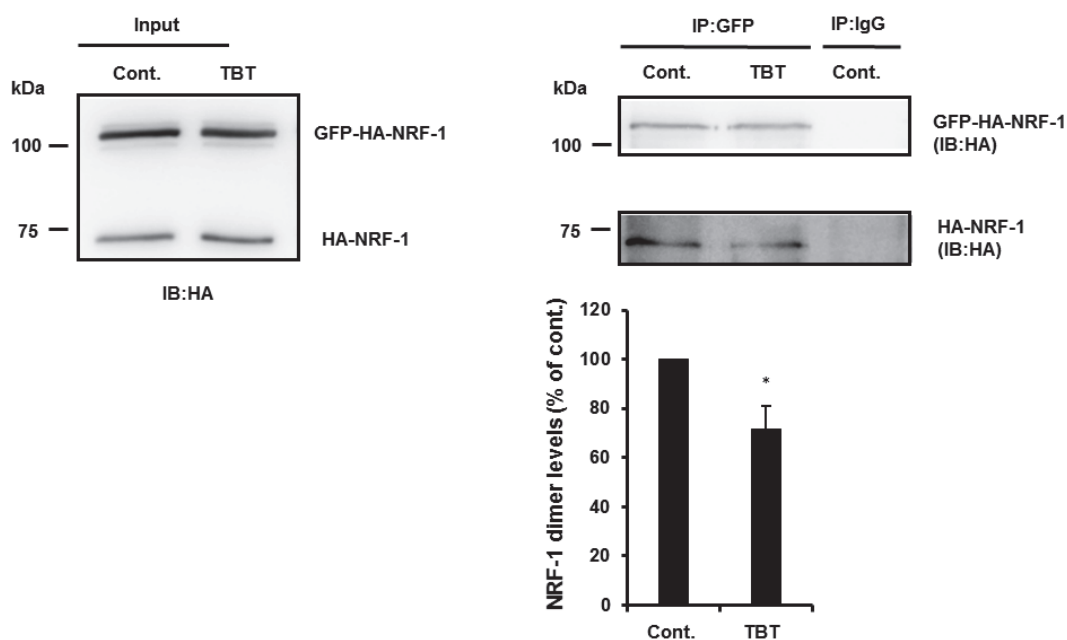 Input
Cont. TBT
kDa
GFP-HA-NRF-1
100
75
HA-NRF-1
IB:HA
IP:GFP IP:IgG
Cont. TBT Cont.
kDa
GFP-HA-NRF-1
(IB:HA)
100
75
HA-NRF-1
(IB:HA)
NRF-1 dimer levels (% of cont.)
120
100
80
60
40
20
0
*
Cont. TBT